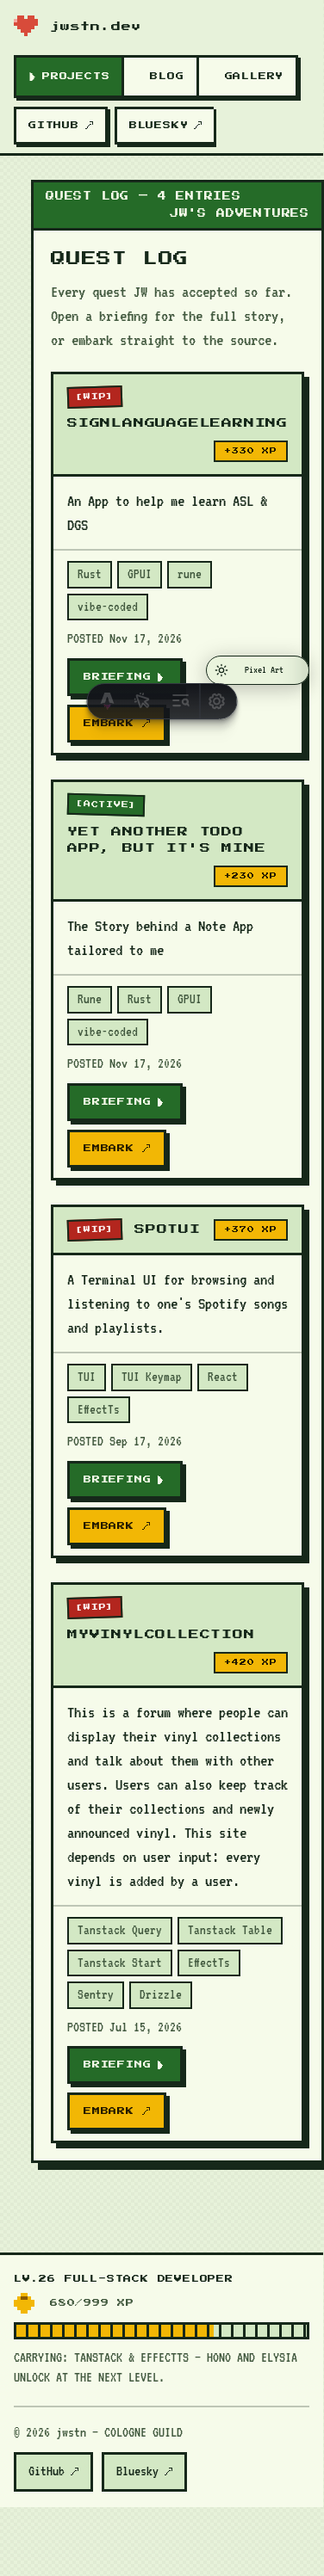 jwstn.dev
PROJECTS BLOG GALLERY
GITHUB ↗ BLUESKY ↗
QUEST LOG — 4 ENTRIES
JW'S ADVENTURES
QUEST LOG
Every quest JW has accepted so far.
Open a briefing for the full story,
or embark straight to the source.
[WIP]
SIGNLANGUAGELEARNING
+330 XP
An App to help me learn ASL &
DGS
Rust GPUI rune
vibe-coded
POSTED Nov 17, 2026
BRIEFING
Pixel Art
EMBARK ↗
[ACTIVE]
YET ANOTHER TODO
APP, BUT IT'S MINE
+230 XP
The Story behind a Note App
tailored to me
Rune Rust GPUI
vibe-coded
POSTED Nov 17, 2026
BRIEFING
EMBARK ↗
[WIP] SPOTUI +370 XP
A Terminal UI for browsing and
listening to one's Spotify songs
and playlists.
TUI TUI Keymap React
EffectTs
POSTED Sep 17, 2026
BRIEFING
EMBARK ↗
[WIP]
MYVINYLCOLLECTION
+420 XP
This is a forum where people can
display their vinyl collections
and talk about them with other
users. Users can also keep track
of their collections and newly
announced vinyl. This site
depends on user input: every
vinyl is added by a user.
Tanstack Query Tanstack Table
Tanstack Start EffectTs
Sentry Drizzle
POSTED Jul 15, 2026
BRIEFING
EMBARK ↗
LV.26 FULL-STACK DEVELOPER
680/999 XP
CARRYING: TANSTACK & EFFECTTS — HONO AND ELYSIA
UNLOCK AT THE NEXT LEVEL.
© 2026 jwstn — COLOGNE GUILD
GitHub ↗ Bluesky ↗